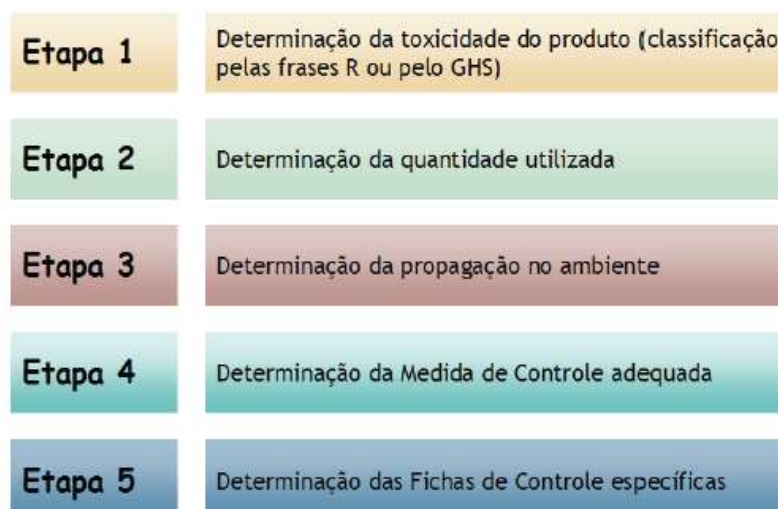 Etapa 1
Determinação da toxicidade do produto (classificação
pelas frases R ou pelo GHS)
Etapa 2
Determinação da quantidade utilizada
Etapa 3
Determinação da propagação no ambiente
Etapa 4
Determinação da Medida de Controle adequada
Etapa 5
Determinação das Fichas de Controle específicas